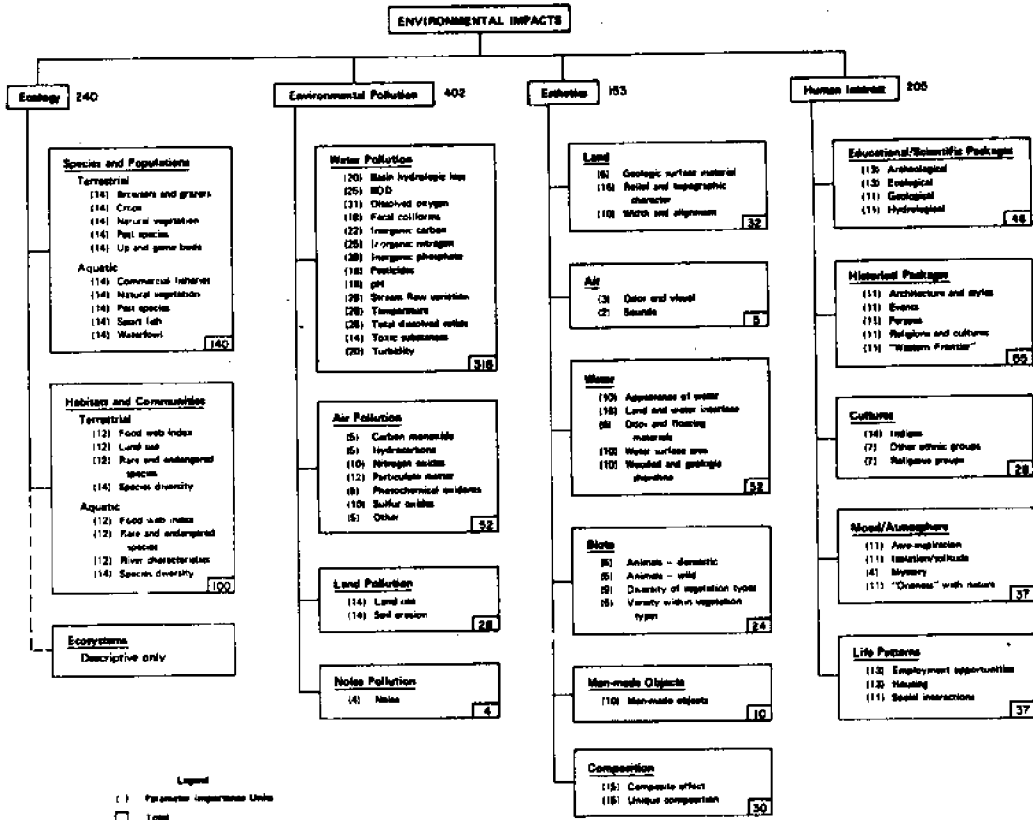 ENVIRONMENTAL IMPACTS
Ecology 240
Species and Populations
Terrestrial
(14) Browsers and grazers
(14) Crops
(14) Natural vegetation
(14) Pest species
(14) Up and game birds
Aquatic
(14) Commercial fisheries
(14) Natural vegetation
(14) Pest species
(14) Sport fish
(14) Waterfowl
140
Habitats and Communities
Terrestrial
(12) Food web index
(12) Land use
(12) Rare and endangered
species
(14) Species diversity
Aquatic
(12) Food web index
(12) Rare and endangered
species
(12) River characteristics
(14) Species diversity
100
Ecosystems
Descriptive only
Environmental Pollution 402
Water Pollution
(20) Basin hydrologic loss
(25) BOD
(31) Dissolved oxygen
(18) Fecal coliforms
(22) Inorganic carbon
(25) Inorganic nitrogen
(28) Inorganic phosphate
(16) Pesticides
(18) pH
(28) Stream flow variation
(28) Temperature
(25) Total dissolved solids
(14) Toxic substances
(20) Turbidity
318
Air Pollution
(5) Carbon monoxide
(5) Hydrocarbons
(10) Nitrogen oxides
(12) Particulate matter
(5) Photochemical oxidants
(10) Sulfur oxides
(5) Other
52
Land Pollution
(14) Land use
(14) Soil erosion
28
Noise Pollution
(4) Noise
4
Esthetics 153
Land
(6) Geologic surface material
(16) Relief and topographic
character
(10) Width and alignment
32
Air
(3) Odor and visual
(2) Sounds
5
Water
(10) Appearance of water
(16) Land and water interface
(6) Odor and floating
materials
(10) Water surface area
(10) Wooded and geologic
shoreline
52
Biota
(5) Animals – domestic
(5) Animals – wild
(9) Diversity of vegetation types
(5) Variety within vegetation
types
24
Man-made Objects
(10) Man-made objects
10
Composition
(15) Composite effect
(15) Unique composition
30
Human Interest 205
Educational/Scientific Packages
(13) Archeological
(13) Ecological
(11) Geological
(11) Hydrological
48
Historical Packages
(11) Architecture and styles
(11) Events
(11) Persons
(11) Religions and cultures
(11) "Western Frontier"
55
Cultures
(14) Indians
(7) Other ethnic groups
(7) Religious groups
28
Mood/Atmosphere
(11) Awe-inspiration
(11) Isolation/solitude
(4) Mystery
(11) "Oneness" with nature
37
Life Patterns
(13) Employment opportunities
(13) Housing
(11) Social interactions
37
Legend
( ) Parameter Importance Units
Total